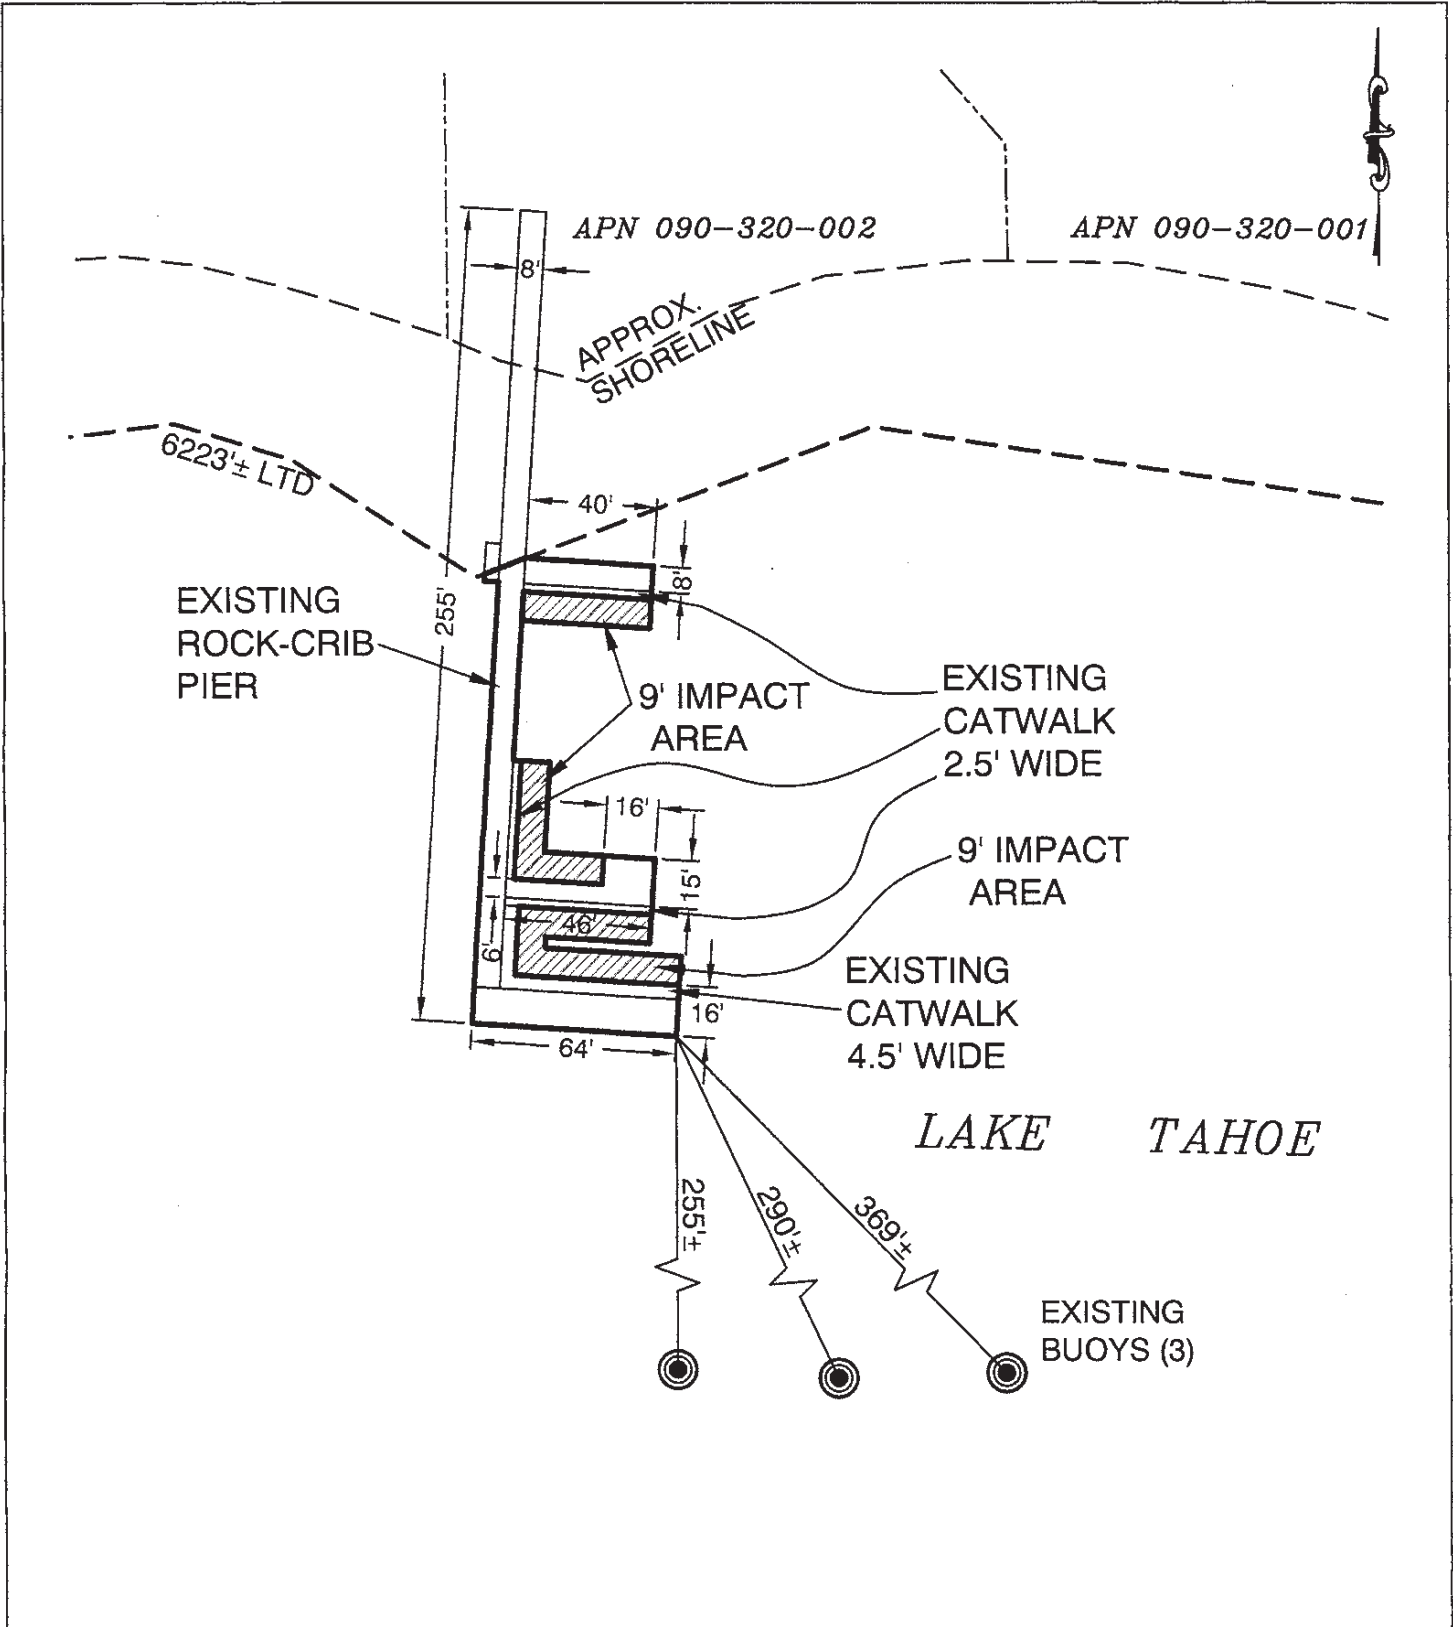 APN 090-320-002
APN 090-320-001
8'
APPROX.
SHORELINE
6223'± LTD
40'
8'
255'
EXISTING
ROCK-CRIB
PIER
9' IMPACT
AREA
EXISTING
CATWALK
2.5' WIDE
16'
15'
9' IMPACT
AREA
46'
6'
EXISTING
CATWALK
4.5' WIDE
16'
64'
LAKE TAHOE
255'±
290'±
369'±
EXISTING
BUOYS (3)